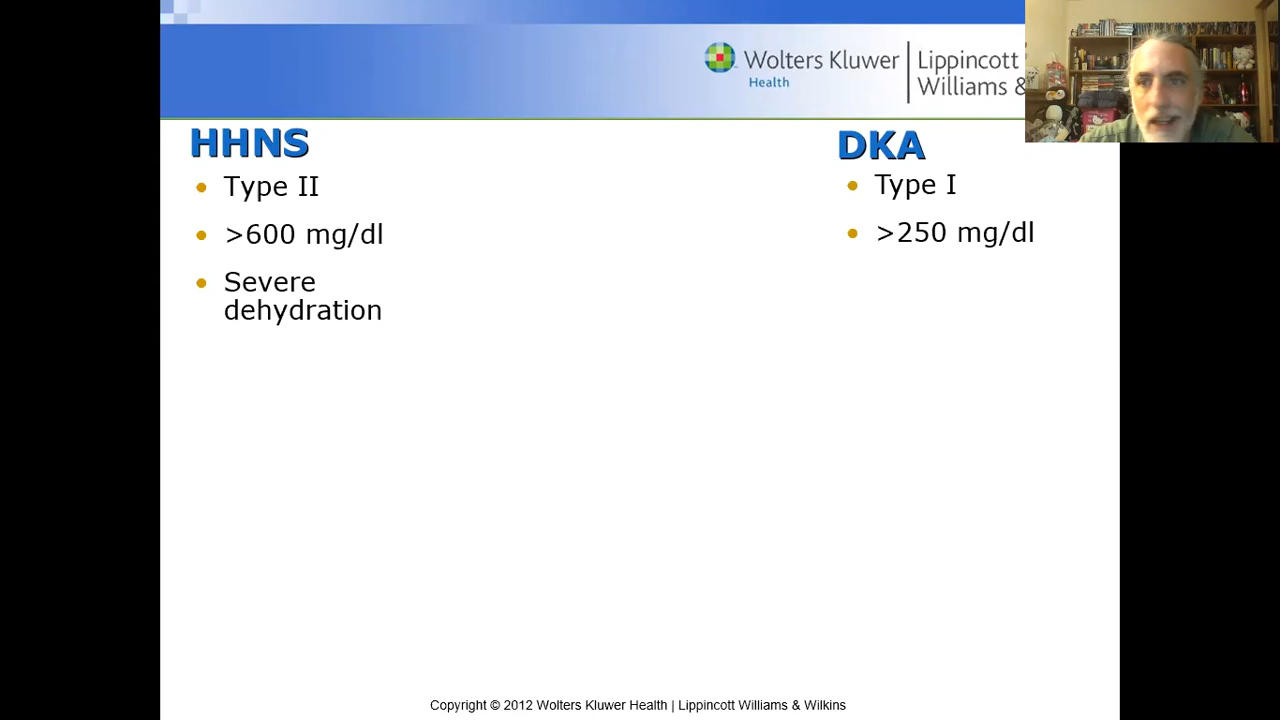 Wolters Kluwer
Health
Lippincott
Williams &
HHNS
Type II
>600 mg/dl
Severe
dehydration
DKA
Type I
>250 mg/dl
Copyright © 2012 Wolters Kluwer Health | Lippincott Williams & Wilkins